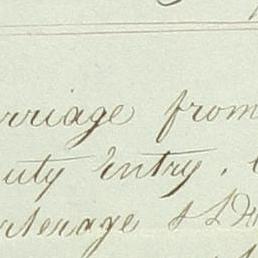 rriage from
uty Entry.
rterage &